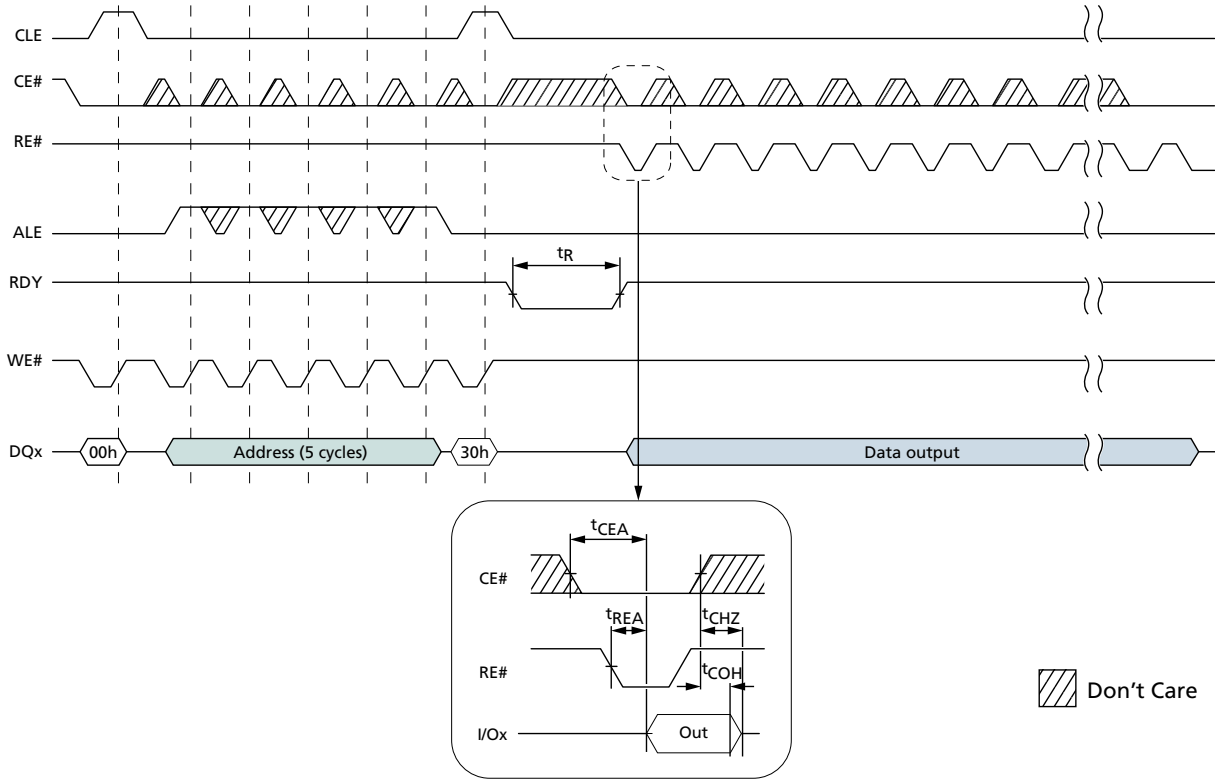 CLE
CE#
RE#
ALE
tR
RDY
WE#
DQx
00h
Address (5 cycles)
30h
Data output
tCEA
CE#
tREA
tCHZ
RE#
tCOH
I/Ox
Out
Don't Care